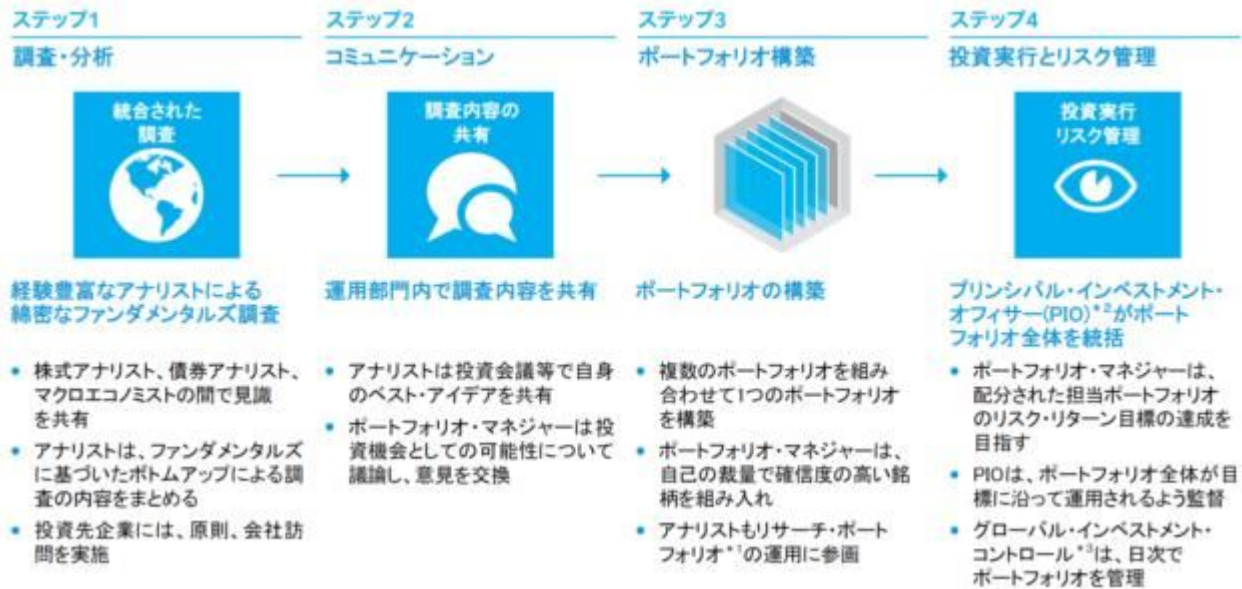 ステップ1
調査・分析
統合された
調査
経験豊富なアナリストによる
綿密なファンダメンタルズ調査
• 株式アナリスト、債券アナリスト、
マクロエコノミストの間で見識
を共有
• アナリストは、ファンダメンタルズ
に基づいたボトムアップによる調
査の内容をまとめる
• 投資先企業には、原則、会社訪
問を実施
ステップ2
コミュニケーション
調査内容の
共有
運用部門内で調査内容を共有
• アナリストは投資会議等で自身
のベスト・アイデアを共有
• ポートフォリオ・マネジャーは投
資機会としての可能性について
議論し、意見を交換
ステップ3
ポートフォリオ構築
ポートフォリオの構築
• 複数のポートフォリオを組み
合わせて1つのポートフォリオ
を構築
• ポートフォリオ・マネジャーは、
自己の裁量で確信度の高い銘
柄を組み入れ
• アナリストもリサーチ・ポート
フォリオ*1の運用に参画
ステップ4
投資実行とリスク管理
投資実行
リスク管理
プリンシパル・インベストメント・
オフィサー(PIO)*2がポート
フォリオ全体を統括
• ポートフォリオ・マネジャーは、
配分された担当ポートフォリオ
のリスク・リターン目標の達成を
目指す
• PIOは、ポートフォリオ全体が目
標に沿って運用されるよう監督
• グローバル・インベストメント・
コントロール*3は、日次で
ポートフォリオを管理